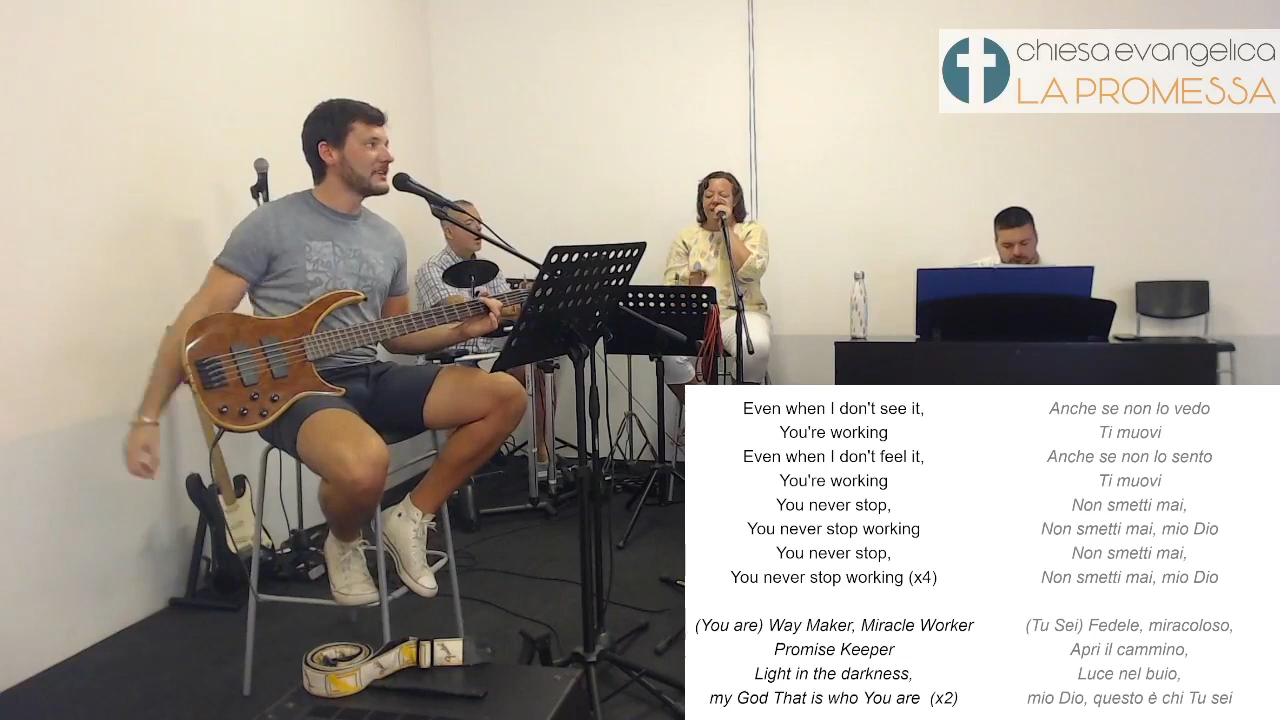 chiesa evangelica
LA PROMESSA
Even when I don't see it,
You're working
Even when I don't feel it,
You're working
You never stop,
You never stop working
You never stop,
You never stop working (x4)
(You are) Way Maker, Miracle Worker
Promise Keeper
Light in the darkness,
my God That is who You are (x2)
Anche se non lo vedo
Ti muovi
Anche se non lo sento
Ti muovi
Non smetti mai,
Non smetti mai, mio Dio
Non smetti mai,
Non smetti mai, mio Dio
(Tu Sei) Fedele, miracoloso,
Apri il cammino,
Luce nel buio,
mio Dio, questo è chi Tu sei